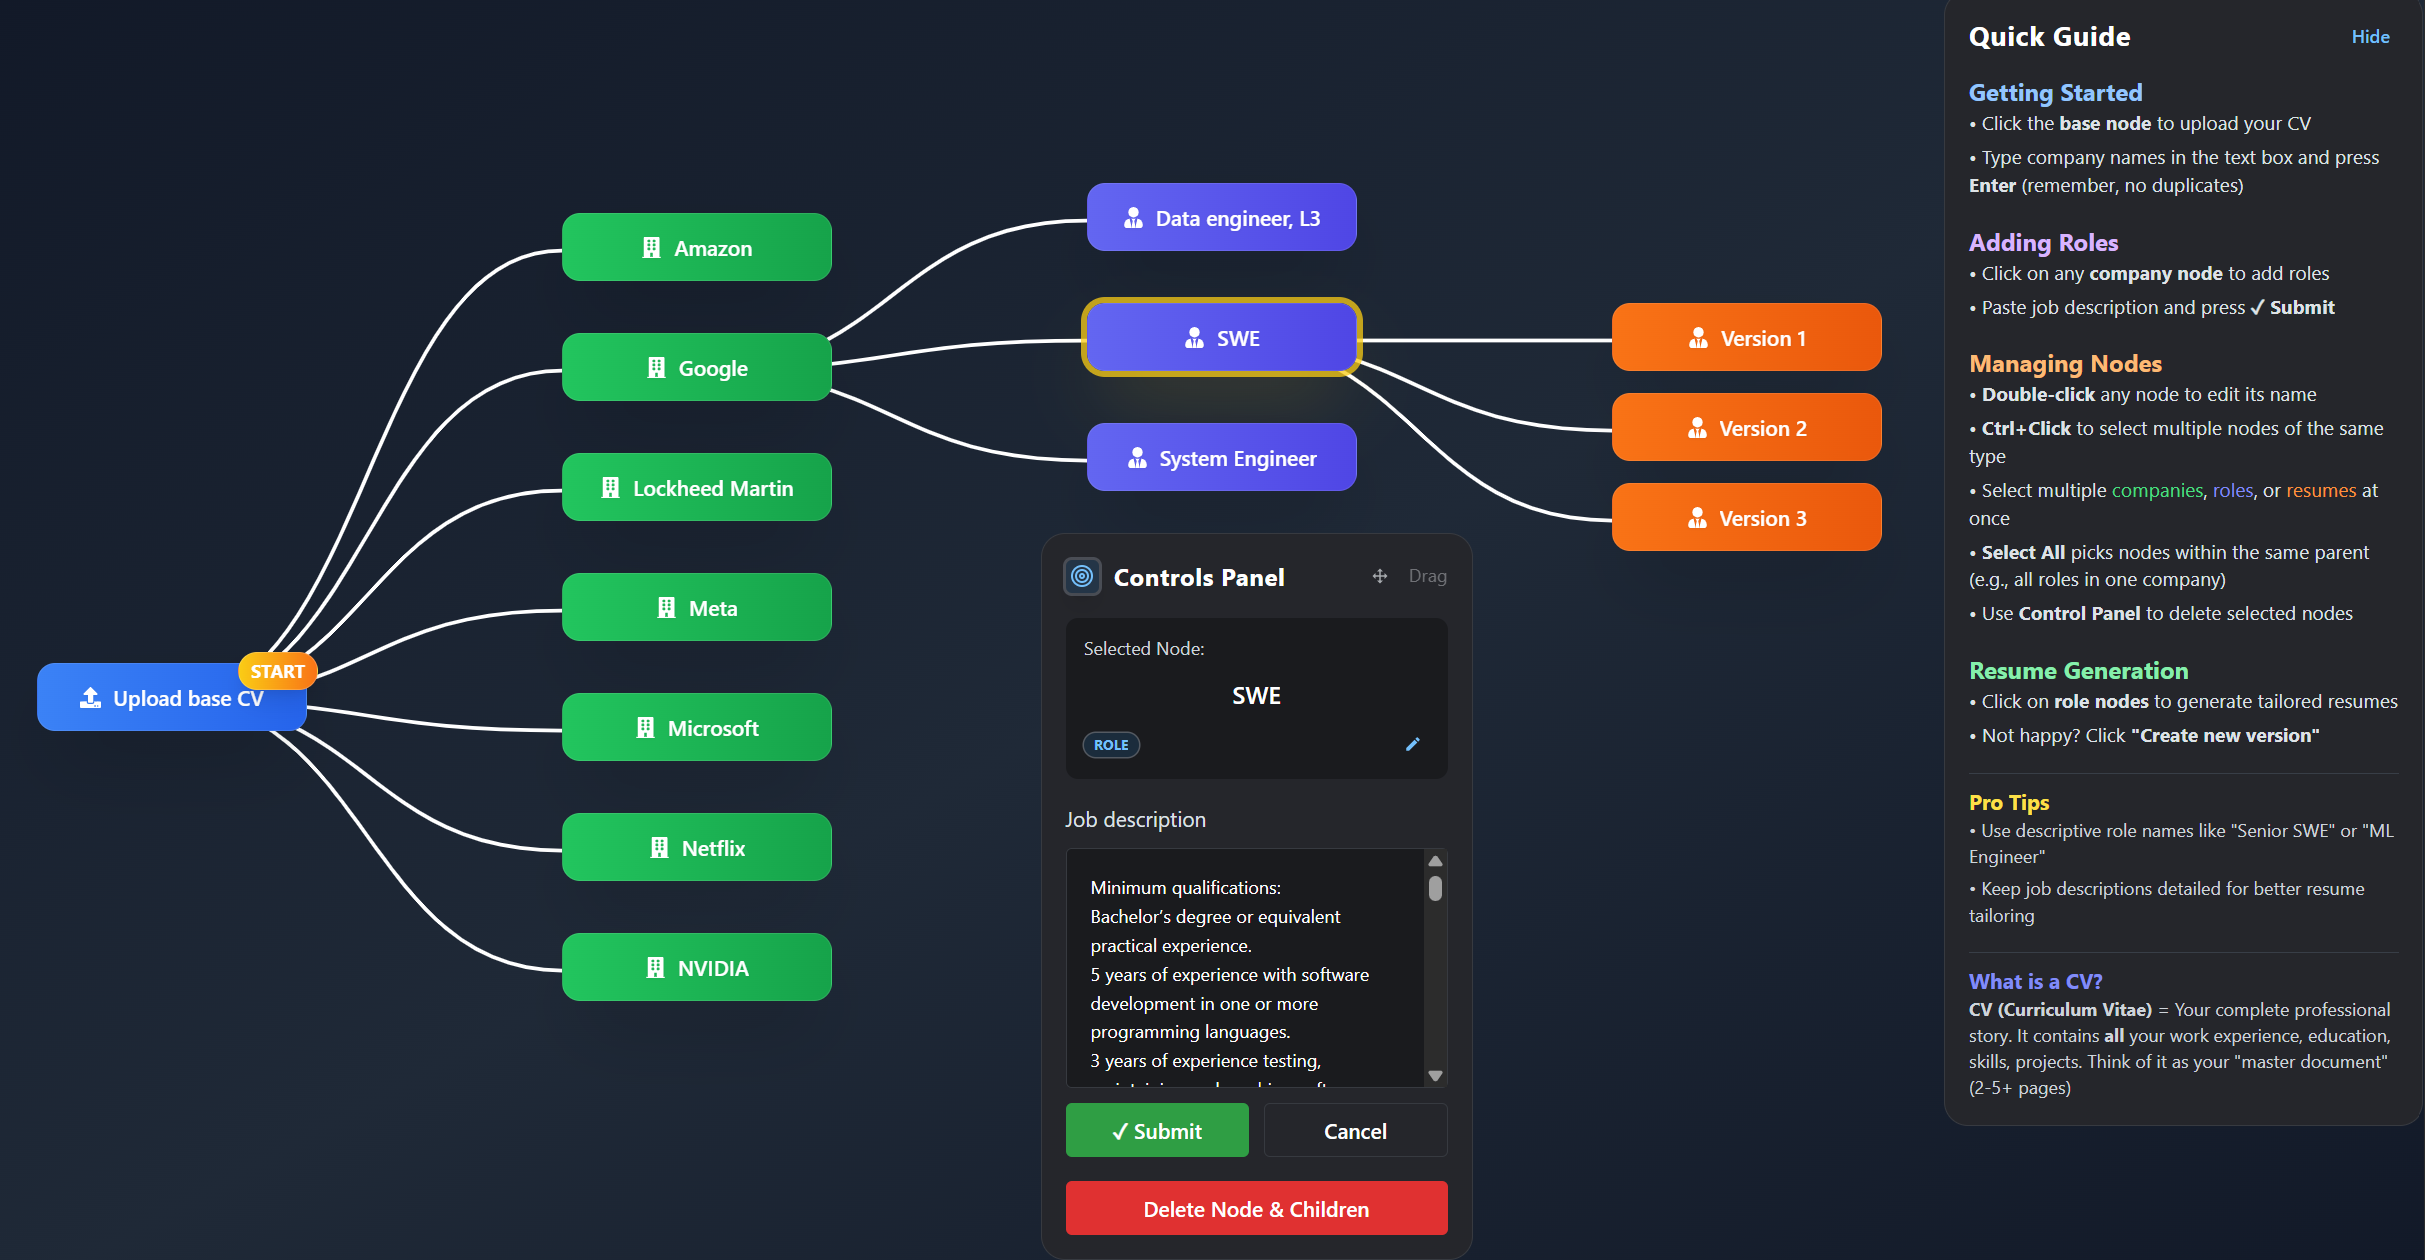 Upload base CV
START
Amazon
Google
Lockheed Martin
Meta
Microsoft
Netflix
NVIDIA
Data engineer, L3
SWE
System Engineer
Version 1
Version 2
Version 3
Controls Panel
Drag
Selected Node:
SWE
ROLE
Job description
Minimum qualifications:
Bachelor’s degree or equivalent
practical experience.
5 years of experience with software
development in one or more
programming languages.
3 years of experience testing,
✓ Submit
Cancel
Delete Node & Children
Quick Guide
Hide
Getting Started
• Click the base node to upload your CV
• Type company names in the text box and press
Enter (remember, no duplicates)
Adding Roles
• Click on any company node to add roles
• Paste job description and press ✓ Submit
Managing Nodes
• Double-click any node to edit its name
• Ctrl+Click to select multiple nodes of the same
type
• Select multiple companies, roles, or resumes at
once
• Select All picks nodes within the same parent
(e.g., all roles in one company)
• Use Control Panel to delete selected nodes
Resume Generation
• Click on role nodes to generate tailored resumes
• Not happy? Click "Create new version"
Pro Tips
• Use descriptive role names like "Senior SWE" or "ML
Engineer"
• Keep job descriptions detailed for better resume
tailoring
What is a CV?
CV (Curriculum Vitae) = Your complete professional
story. It contains all your work experience, education,
skills, projects. Think of it as your "master document"
(2-5+ pages)